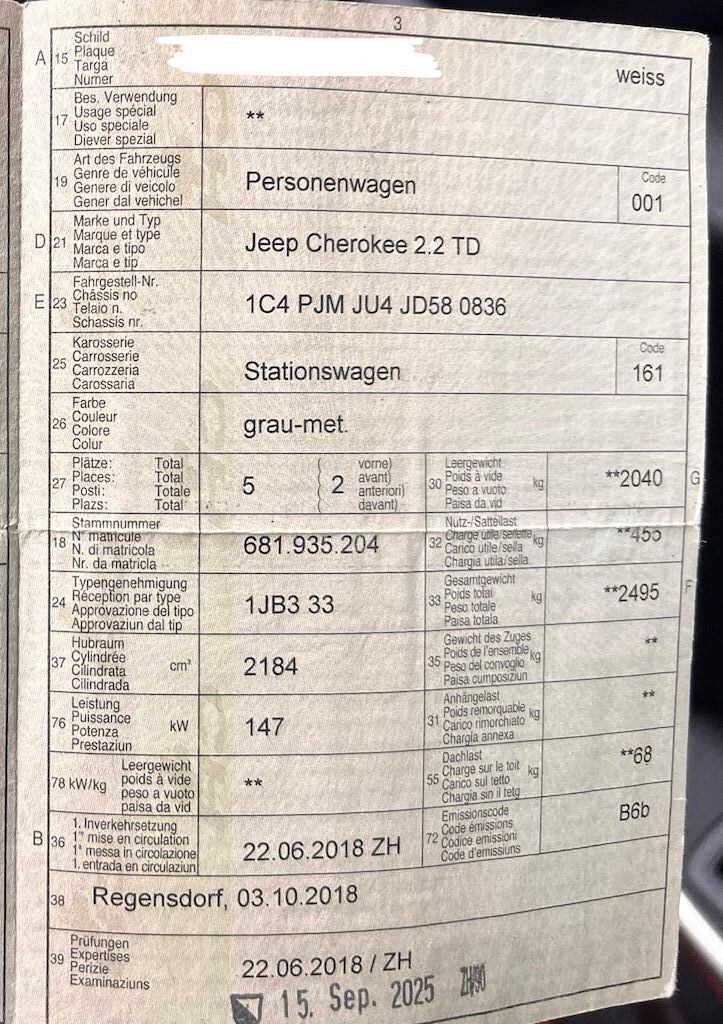 3
A 15 Schild
Plaque
Targa
Numer
weiss
17 Bes. Verwendung
Usage spécial
Uso speciale
Diever spezial
**
19 Art des Fahrzeugs
Genre de véhicule
Genere di veicolo
Gener dal vehichel
Personenwagen
Code
001
D 21 Marke und Typ
Marque et type
Marca e tipo
Marca e tip
Jeep Cherokee 2.2 TD
E 23 Fahrgestell-Nr.
Châssis no
Telaio n.
Schassis nr.
1C4 PJM JU4 JD58 0836
25 Karosserie
Carrosserie
Carrozzeria
Carossaria
Stationswagen
Code
161
26 Farbe
Couleur
Colore
Colur
grau-met.
27 Plätze: Total
Places: Total
Posti: Totale
Plazs: Total
5 ( 2 vorne)
avant)
anteriori)
davant)
30 Leergewicht
Poids à vide
Peso a vuoto
Paisa da vid
kg
**2040
G
18 Stammnummer
N° matricule
N. di matricola
Nr. da matricla
681.935.204
32 Nutz-/Sattellast
Charge utile/sellette
Carico utile/sella
Chargia utila/sella
kg
**455
24 Typengenehmigung
Réception par type
Approvazione del tipo
Approvaziun dal tip
1JB3 33
33 Gesamtgewicht
Poids total
Peso totale
Paisa totala
kg
**2495
F
37 Hubraum
Cylindrée
Cilindrata
Cilindrada
cm³
2184
35 Gewicht des Zuges
Poids de l'ensemble
Peso del convoglio
Paisa cumposiziun
kg
**
76 Leistung
Puissance
Potenza
Prestaziun
kW
147
31 Anhängelast
Poids remorquable
Carico rimorchiato
Chargia annexa
kg
**
78 kW/kg Leergewicht
poids à vide
peso a vuoto
paisa da vid
**
55 Dachlast
Charge sur le toit
Carico sul tetto
Chargia sin il tetg
kg
**68
B 36 1. Inverkehrsetzung
1re mise en circulation
1a messa in circolazione
1. entrada en circulaziun
22.06.2018 ZH
72 Emissionscode
Code émissions
Codice emissioni
Code d'emissiuns
B6b
38 Regensdorf, 03.10.2018
39 Prüfungen
Expertises
Perizie
Examinaziuns
22.06.2018 / ZH
15. Sep. 2025